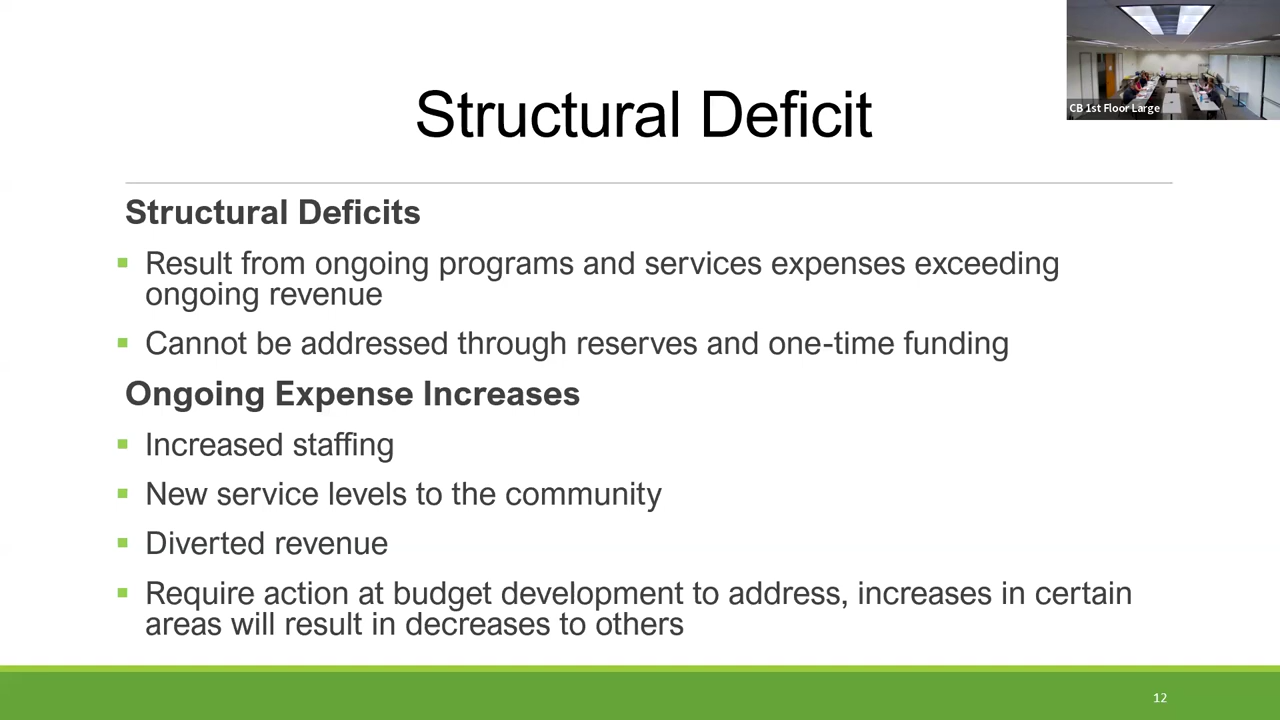 CB 1st Floor Large
Structural Deficit
Structural Deficits
▪ Result from ongoing programs and services expenses exceeding
ongoing revenue
▪ Cannot be addressed through reserves and one-time funding
Ongoing Expense Increases
▪ Increased staffing
▪ New service levels to the community
▪ Diverted revenue
▪ Require action at budget development to address, increases in certain
areas will result in decreases to others
12